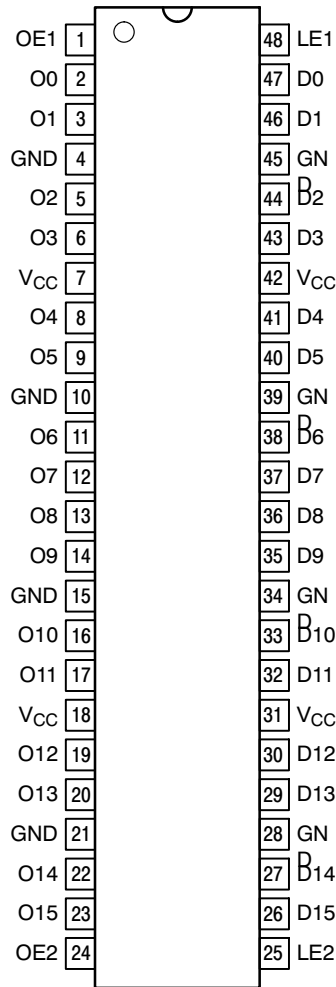 OE1 1 48 LE1
O0 2 47 D0
O1 3 46 D1
GND 4 45 GN
D
O2 5 44 D2
O3 6 43 D3
VCC 7 42 VCC
O4 8 41 D4
O5 9 40 D5
GND 10 39 GN
D
O6 11 38 D6
O7 12 37 D7
O8 13 36 D8
O9 14 35 D9
GND 15 34 GN
D
O10 16 33 D10
O11 17 32 D11
VCC 18 31 VCC
O12 19 30 D12
O13 20 29 D13
GND 21 28 GN
D
O14 22 27 D14
O15 23 26 D15
OE2 24 25 LE2